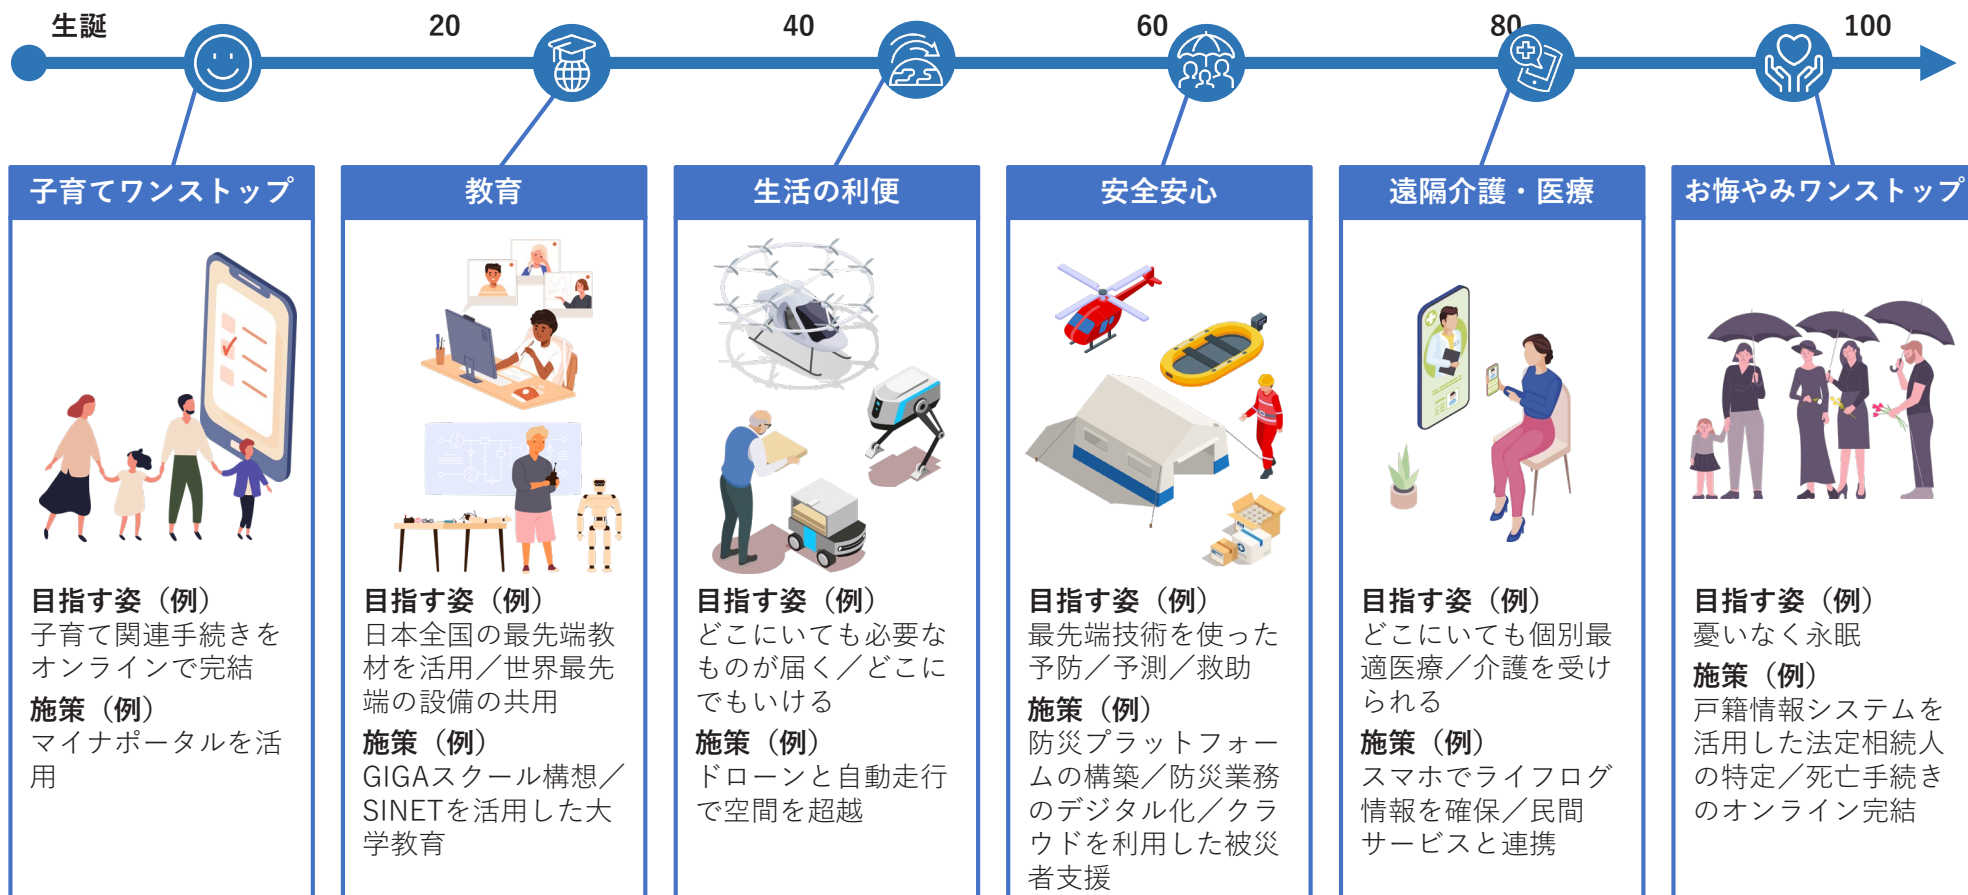 生誕
20
40
60
80
100
子育てワンストップ
目指す姿（例）
子育て関連手続きを
オンラインで完結
施策（例）
マイナポータルを活
用
教育
目指す姿（例）
日本全国の最先端教
材を活用／世界最先
端の設備の共用
施策（例）
GIGAスクール構想／
SINETを活用した大
学教育
生活の利便
目指す姿（例）
どこにいても必要な
ものが届く／どこに
でもいける
施策（例）
ドローンと自動走行
で空間を超越
安全安心
目指す姿（例）
最先端技術を使った
予防／予測／救助
施策（例）
防災プラットフォー
ムの構築／防災業務
のデジタル化／クラ
ウドを利用した被災
者支援
遠隔介護・医療
目指す姿（例）
どこにいても個別最
適医療／介護を受け
られる
施策（例）
スマホでライフログ
情報を確保／民間
サービスと連携
お悔やみワンストップ
目指す姿（例）
憂いなく永眠
施策（例）
戸籍情報システムを
活用した法定相続人
の特定／死亡手続き
のオンライン完結